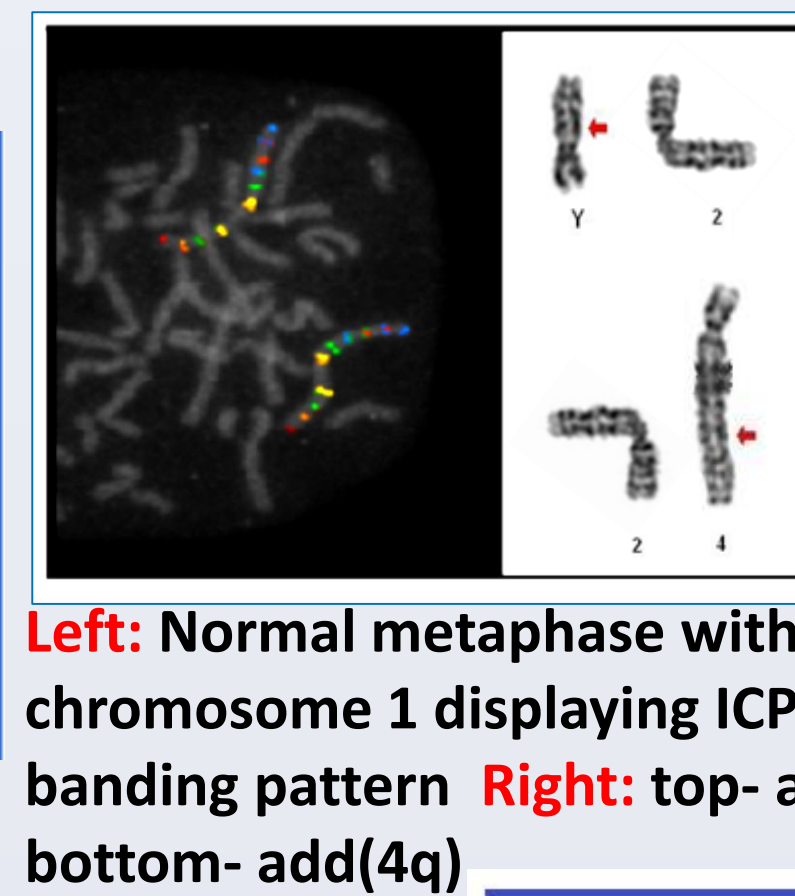 Y 2
2 4
Left: Normal metaphase with
chromosome 1 displaying ICP
banding pattern Right: top- a
bottom- add(4q)